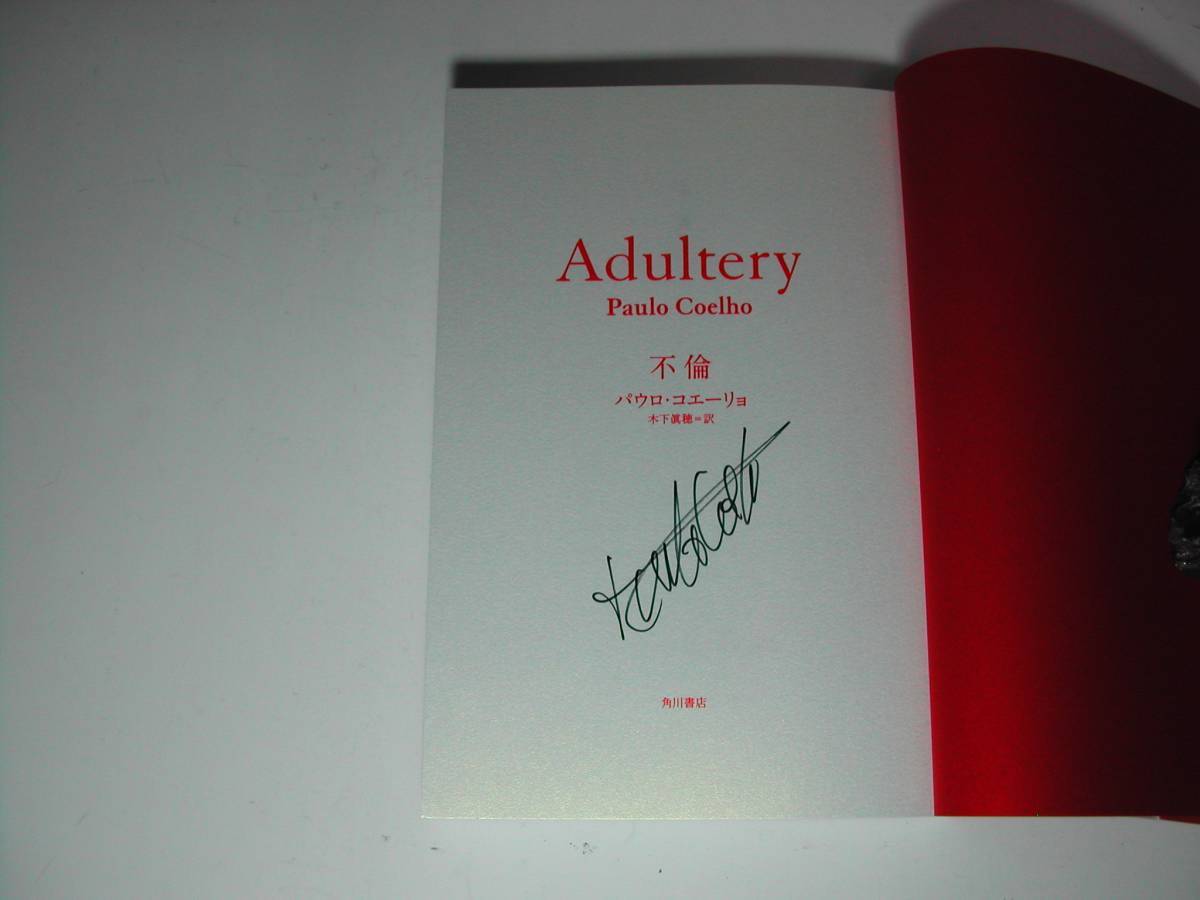 Adultery
Paulo Coelho
不倫
パウロ・コエーリョ
木下眞穂=訳
角川書店